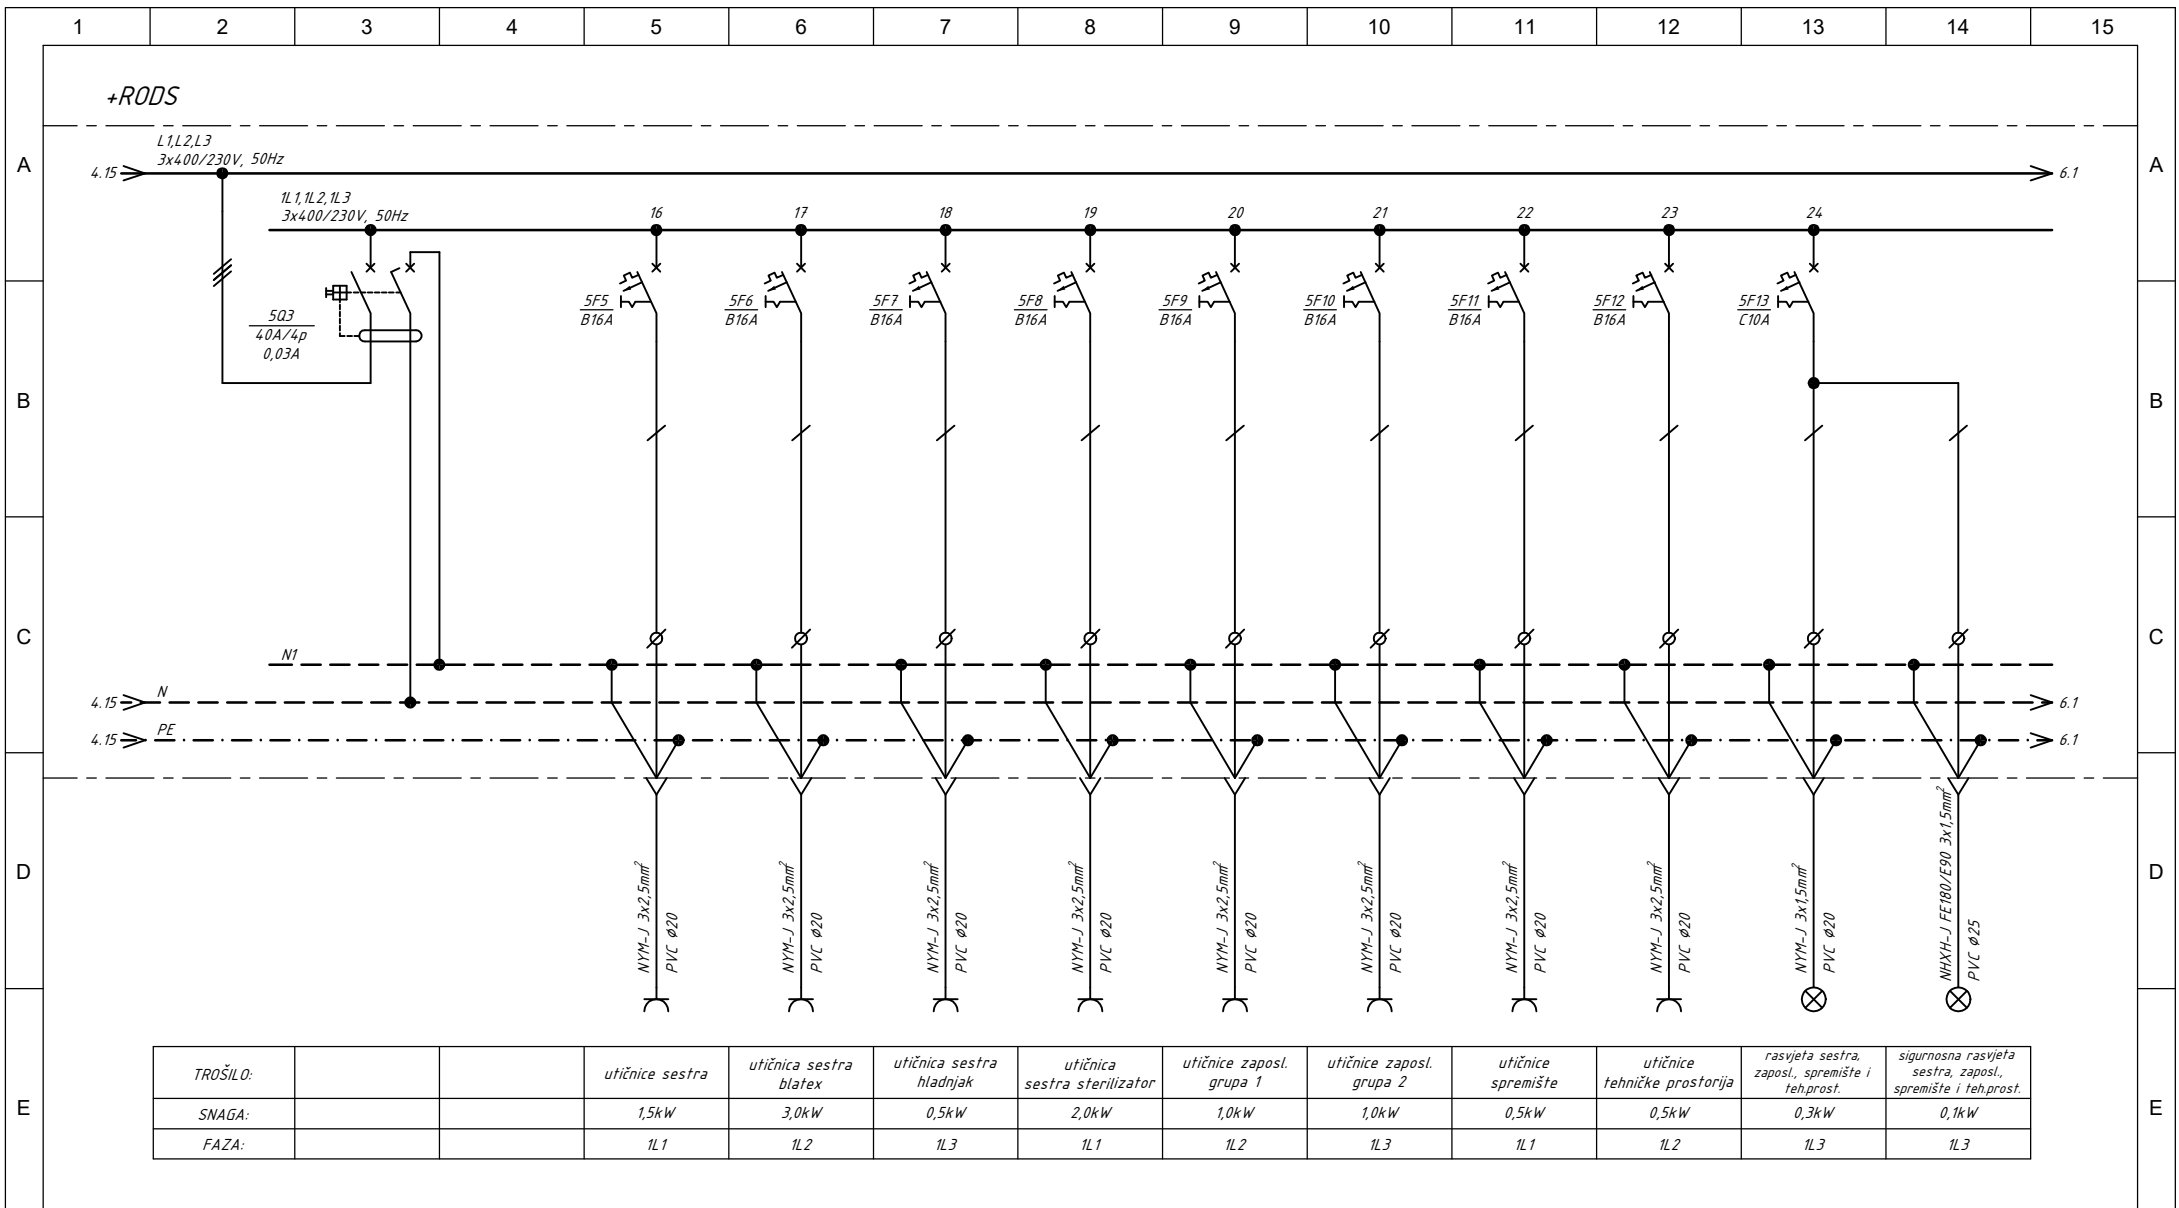 1 2 3 4 5 6 7 8 9 10 11 12 13 14 15
+RODS
L1,L2,L3
3x400/230V, 50Hz
A A
4.15 6.1
1L1,1L2,1L3
3x400/230V, 50Hz
16 17 18 19 20 21 22 23 24
5Q3
40A/4p
0,03A
5F5
B16A
5F6
B16A
5F7
B16A
5F8
B16A
5F9
B16A
5F10
B16A
5F11
B16A
5F12
B16A
5F13
C10A
B B
C C
N1
4.15 N 6.1
4.15 PE 6.1
D D
NYM-J 3x2,5mm²
PVC ø20
NYM-J 3x2,5mm²
PVC ø20
NYM-J 3x2,5mm²
PVC ø20
NYM-J 3x2,5mm²
PVC ø20
NYM-J 3x2,5mm²
PVC ø20
NYM-J 3x2,5mm²
PVC ø20
NYM-J 3x2,5mm²
PVC ø20
NYM-J 3x2,5mm²
PVC ø20
NYM-J 3x1,5mm²
PVC ø20
NHXH-J FE180/E90 3x1,5mm²
PVC ø25
E E
TROŠILO:
utičnice sestra
utičnica sestra
blatex
utičnica sestra
hladnjak
utičnica
sestra sterilizator
utičnice zaposl.
grupa 1
utičnice zaposl.
grupa 2
utičnice
spremište
utičnice
tehničke prostorija
rasvjeta sestra,
zaposl., spremište i
teh.prost.
sigurnosna rasvjeta
sestra, zaposl.,
spremište i teh.prost.
SNAGA: 1,5kW 3,0kW 0,5kW 2,0kW 1,0kW 1,0kW 0,5kW 0,5kW 0,3kW 0,1kW
FAZA: 1L1 1L2 1L3 1L1 1L2 1L3 1L1 1L2 1L3 1L3